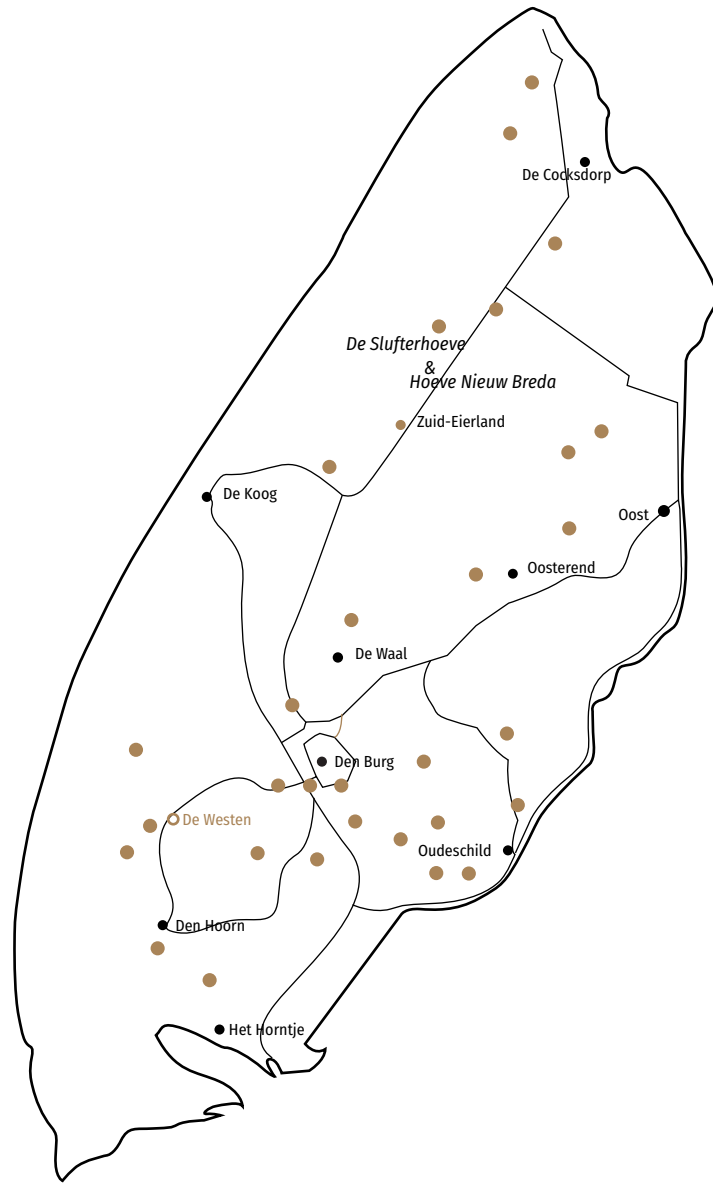 De Cocksdorp
De Slufterhoeve
&
Hoeve Nieuw Breda
Zuid-Eierland
De Koog
Oost
Oosterend
De Waal
Den Burg
De Westen
Oudeschild
Den Hoorn
Het Horntje